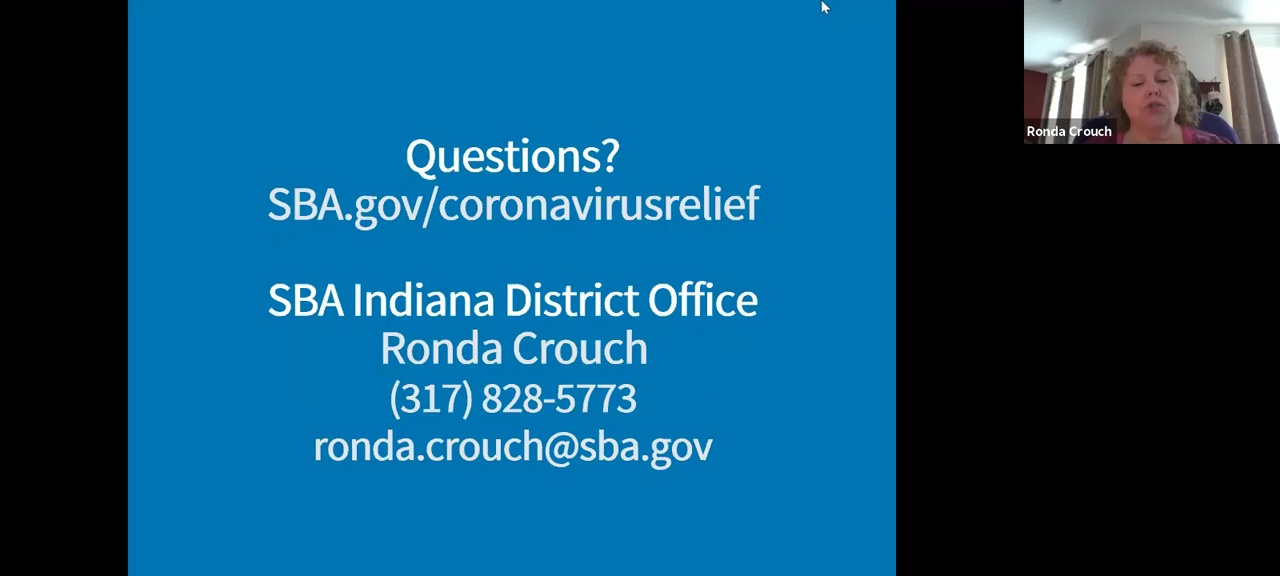 Questions?
SBA.gov/coronavirusrelief
SBA Indiana District Office
Ronda Crouch
(317) 828-5773
ronda.crouch@sba.gov
Ronda Crouch